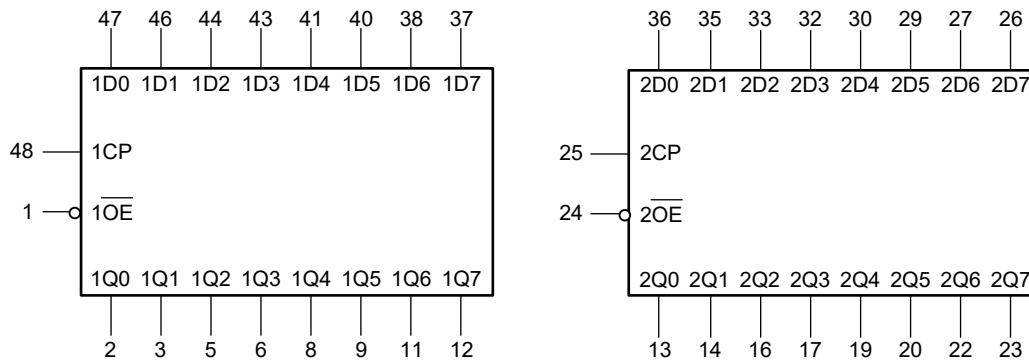 47 46 44 43 41 40 38 37
1D0 1D1 1D2 1D3 1D4 1D5 1D6 1D7
48 1CP
1 1OE
1Q0 1Q1 1Q2 1Q3 1Q4 1Q5 1Q6 1Q7
2 3 5 6 8 9 11 12
36 35 33 32 30 29 27 26
2D0 2D1 2D2 2D3 2D4 2D5 2D6 2D7
25 2CP
24 2OE
2Q0 2Q1 2Q2 2Q3 2Q4 2Q5 2Q6 2Q7
13 14 16 17 19 20 22 23